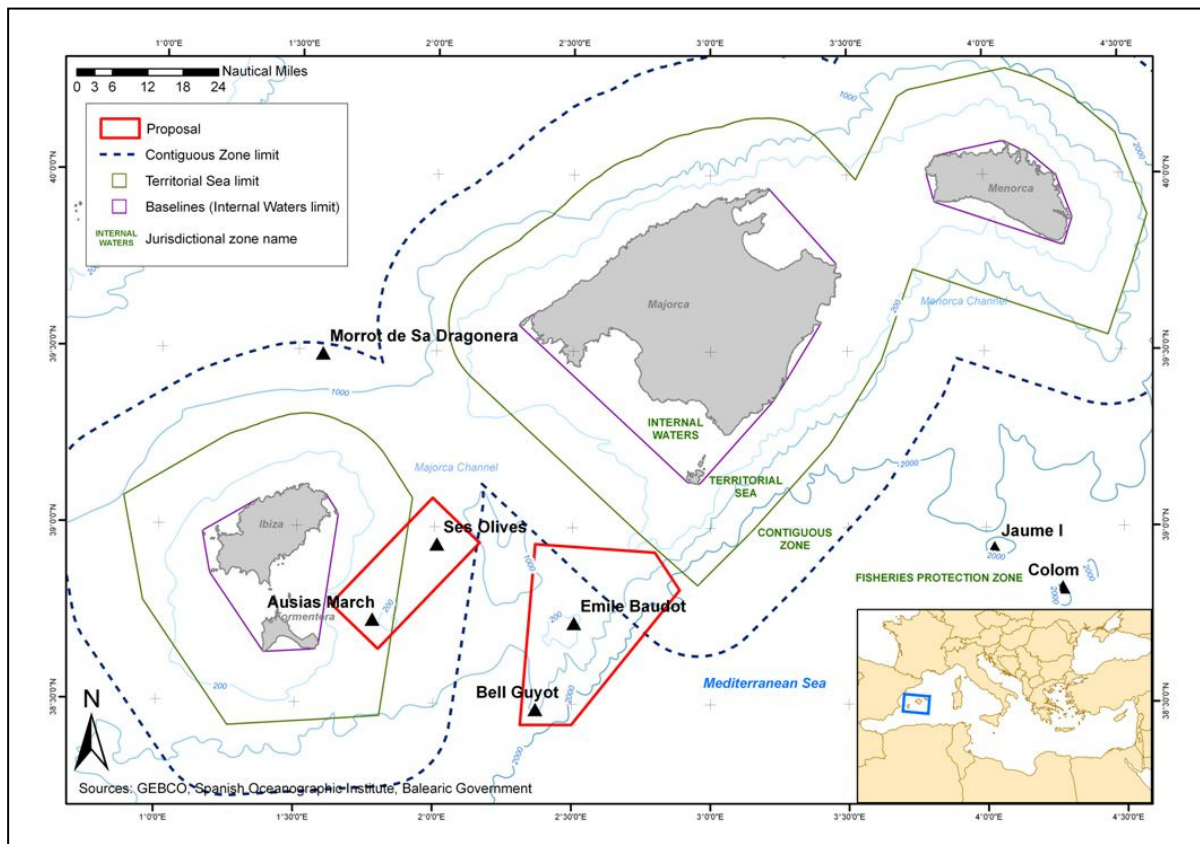 1°0'0"E 1°30'0"E 2°0'0"E 2°30'0"E 3°0'0"E 3°30'0"E 4°0'0"E 4°30'0"E
Nautical Miles
0 3 6 12 18 24
Proposal
Contiguous Zone limit
Territorial Sea limit
Baselines (Internal Waters limit)
INTERNAL
WATERS
Jurisdictional zone name
1000
2000
40°0'0"N
40°0'0"N
Menorca
200
2000
Majorca
Menorca Channel
200
Morrot de Sa Dragonera
39°30'0"N
39°30'0"N
1000
INTERNAL
WATERS
Majorca Channel
2000
TERRITORIAL
SEA
39°0'0"N
39°0'0"N
Ibiza
Ses Olives
CONTIGUOUS
ZONE
Jaume I
2000
1000
FISHERIES PROTECTION ZONE
Colom
2000
Ausias March
200
Formentera
Emile Baudot
200
200
Bell Guyot
2000
Mediterranean Sea
38°30'0"N
38°30'0"N
2000
N
Sources: GEBCO, Spanish Oceanographic Institute, Balearic Government
1°0'0"E 1°30'0"E 2°0'0"E 2°30'0"E 3°0'0"E 3°30'0"E 4°0'0"E 4°30'0"E